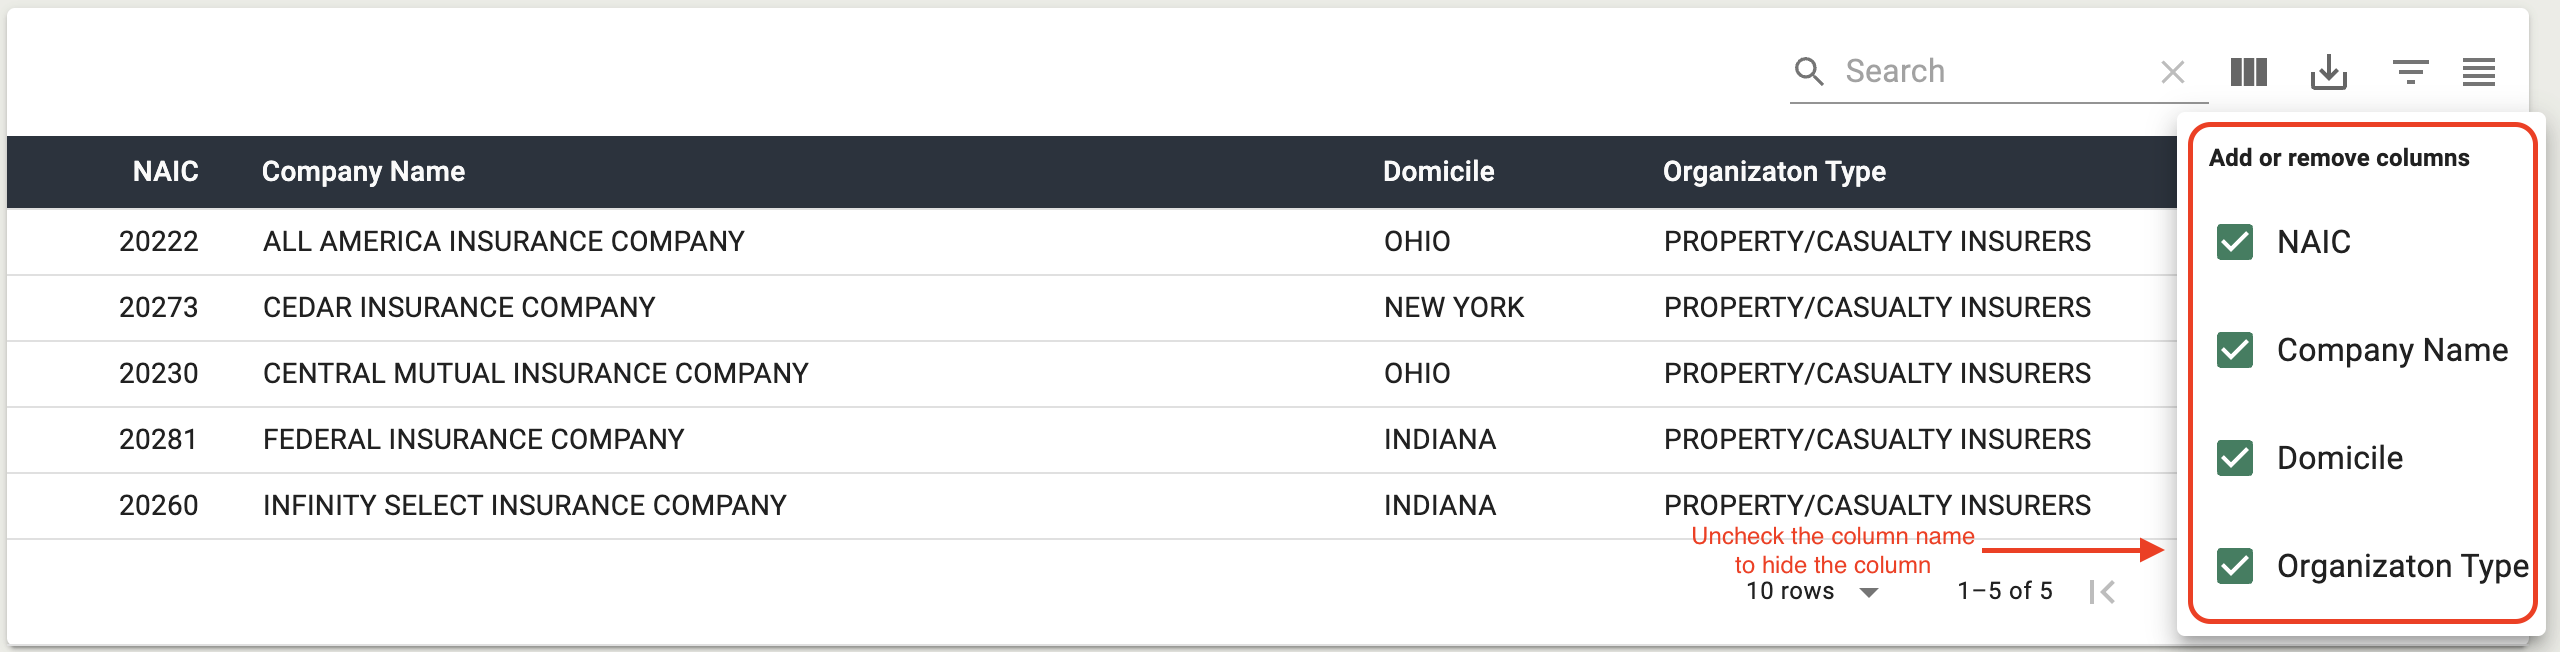 Search
NAIC Company Name Domicile Organizaton Type
20222 ALL AMERICA INSURANCE COMPANY OHIO PROPERTY/CASUALTY INSURERS
20273 CEDAR INSURANCE COMPANY NEW YORK PROPERTY/CASUALTY INSURERS
20230 CENTRAL MUTUAL INSURANCE COMPANY OHIO PROPERTY/CASUALTY INSURERS
20281 FEDERAL INSURANCE COMPANY INDIANA PROPERTY/CASUALTY INSURERS
20260 INFINITY SELECT INSURANCE COMPANY INDIANA PROPERTY/CASUALTY INSURERS
Uncheck the column name
to hide the column
10 rows 1–5 of 5
Add or remove columns
NAIC
Company Name
Domicile
Organizaton Type